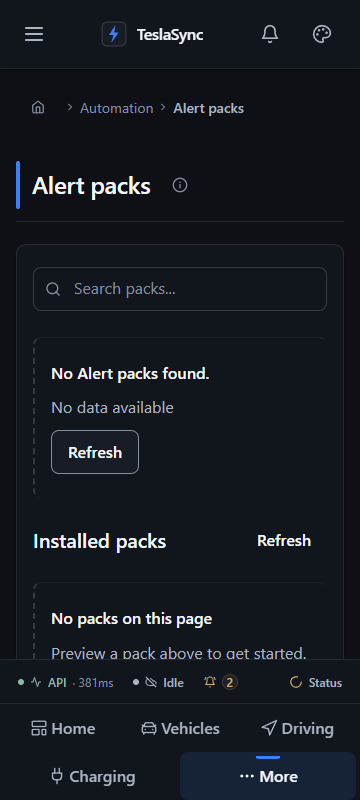 TeslaSync
Automation
Alert packs
Alert packs
Search packs...
No Alert packs found.
No data available
Refresh
Installed packs
Refresh
No packs on this page
Preview a pack above to get started.
API · 381ms
Idle
2
Status
Home
Vehicles
Driving
Charging
More